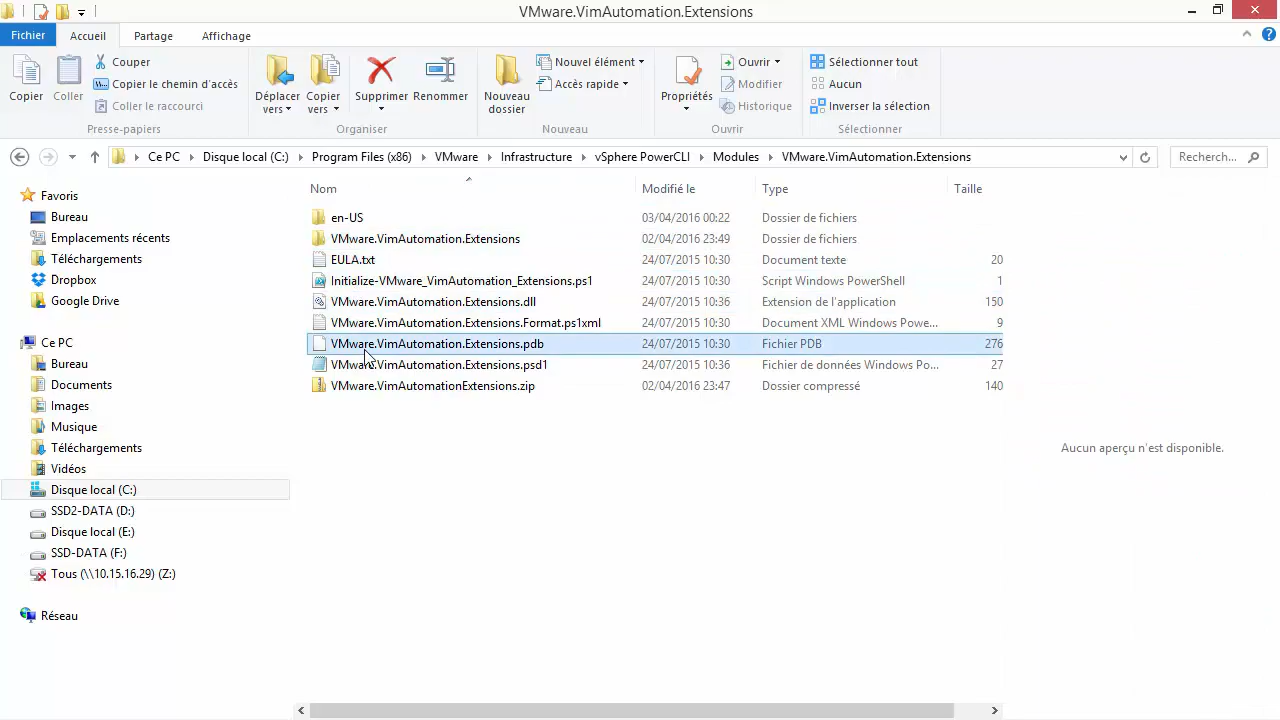 VMware.VimAutomation.Extensions
Fichier Accueil Partage Affichage
Copier
Coller
Couper
Copier le chemin d'accès
Coller le raccourci
Presse-papiers
Déplacer vers
Copier vers
Supprimer
Renommer
Organiser
Nouveau dossier
Nouvel élément
Accès rapide
Nouveau
Propriétés
Ouvrir
Modifier
Historique
Ouvrir
Sélectionner tout
Aucun
Inverser la sélection
Sélectionner
Ce PC Disque local (C:) Program Files (x86) VMware Infrastructure vSphere PowerCLI Modules VMware.VimAutomation.Extensions
Recherch...
Favoris
Bureau
Emplacements récents
Téléchargements
Dropbox
Google Drive
Ce PC
Bureau
Documents
Images
Musique
Téléchargements
Vidéos
Disque local (C:)
SSD2-DATA (D:)
Disque local (E:)
SSD-DATA (F:)
Tous (\\10.15.16.29) (Z:)
Réseau
Nom Modifié le Type Taille
en-US 03/04/2016 00:22 Dossier de fichiers
VMware.VimAutomation.Extensions 02/04/2016 23:49 Dossier de fichiers
EULA.txt 24/07/2015 10:30 Document texte 20
Initialize-VMware_VimAutomation_Extensions.ps1 24/07/2015 10:30 Script Windows PowerShell 1
VMware.VimAutomation.Extensions.dll 24/07/2015 10:36 Extension de l'application 150
VMware.VimAutomation.Extensions.Format.ps1xml 24/07/2015 10:30 Document XML Windows Powe... 9
VMware.VimAutomation.Extensions.pdb 24/07/2015 10:30 Fichier PDB 276
VMware.VimAutomation.Extensions.psd1 24/07/2015 10:36 Fichier de données Windows Po... 27
VMware.VimAutomationExtensions.zip 02/04/2016 23:47 Dossier compressé 140
Aucun aperçu n'est disponible.